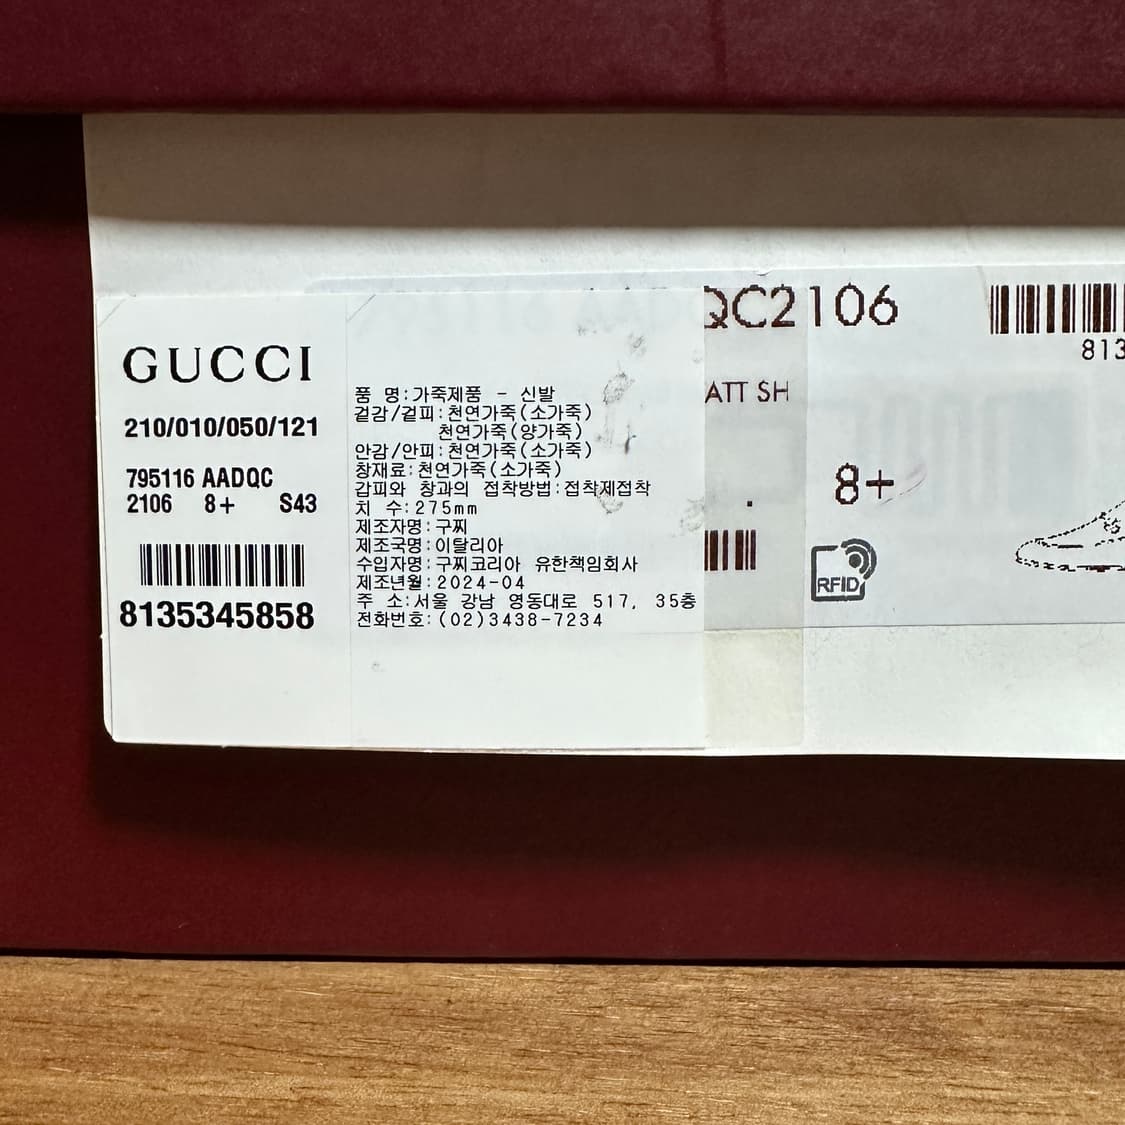 GUCCI
210/010/050/121
795116 AADQC
2106 8+ S43
8135345858
품 명:가죽제품 - 신발
겉감/겉피:천연가죽(소가죽)
천연가죽(양가죽)
안감/안피:천연가죽(소가죽)
창재료:천연가죽(소가죽)
갑피와 창과의 접착방법:접착제접착
치 수:275mm
제조자명:구찌
제조국명:이탈리아
수입자명:구찌코리아 유한책임회사
제조년월:2024-04
주 소:서울 강남 영동대로 517, 35층
전화번호:(02)3438-7234
QC2106
813
ATT SH
8+
RFID